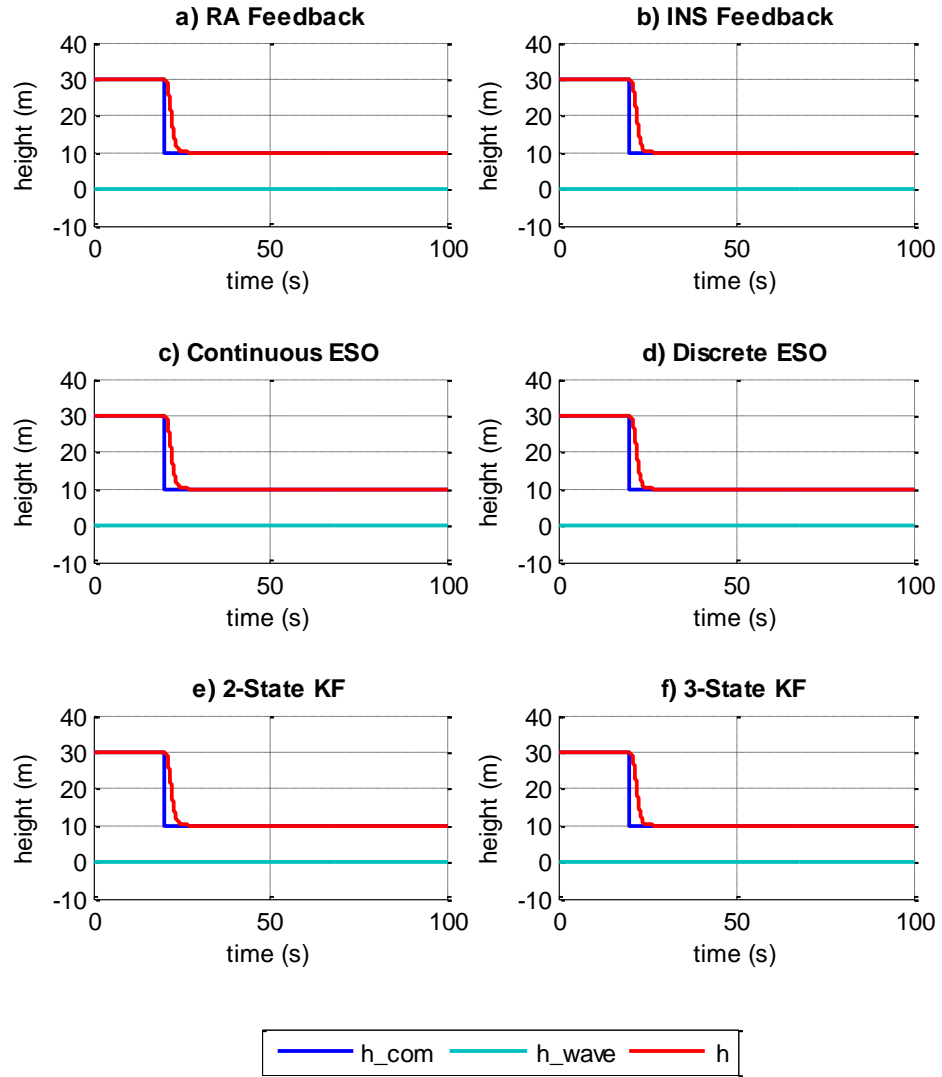 a) RA Feedback
40
30
20
10
0
-10
0
50
100
height (m)
time (s)
b) INS Feedback
40
30
20
10
0
-10
0
50
100
height (m)
time (s)
c) Continuous ESO
40
30
20
10
0
-10
0
50
100
height (m)
time (s)
d) Discrete ESO
40
30
20
10
0
-10
0
50
100
height (m)
time (s)
e) 2-State KF
40
30
20
10
0
-10
0
50
100
height (m)
time (s)
f) 3-State KF
40
30
20
10
0
-10
0
50
100
height (m)
time (s)
h_com h_wave h